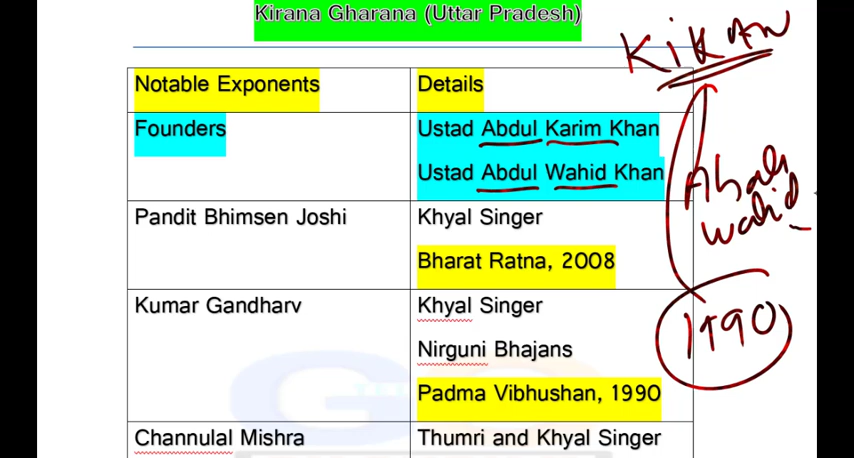 Kirana Gharana (Uttar Pradesh)
KiKAN
Notable Exponents Details
Founders Ustad Abdul Karim Khan
Ustad Abdul Wahid Khan
Wahid
Pandit Bhimsen Joshi Khyal Singer
Bharat Ratna, 2008
Kumar Gandharv Khyal Singer
1990
Nirguni Bhajans
Padma Vibhushan, 1990
Channulal Mishra Thumri and Khyal Singer